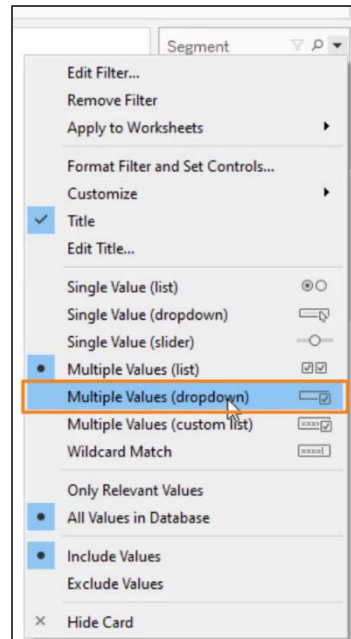 Segment
Edit Filter...
Remove Filter
Apply to Worksheets
Format Filter and Set Controls...
Customize
Title
Edit Title...
Single Value (list)
Single Value (dropdown)
Single Value (slider)
Multiple Values (list)
Multiple Values (dropdown)
Multiple Values (custom list)
Wildcard Match
Only Relevant Values
All Values in Database
Include Values
Exclude Values
Hide Card